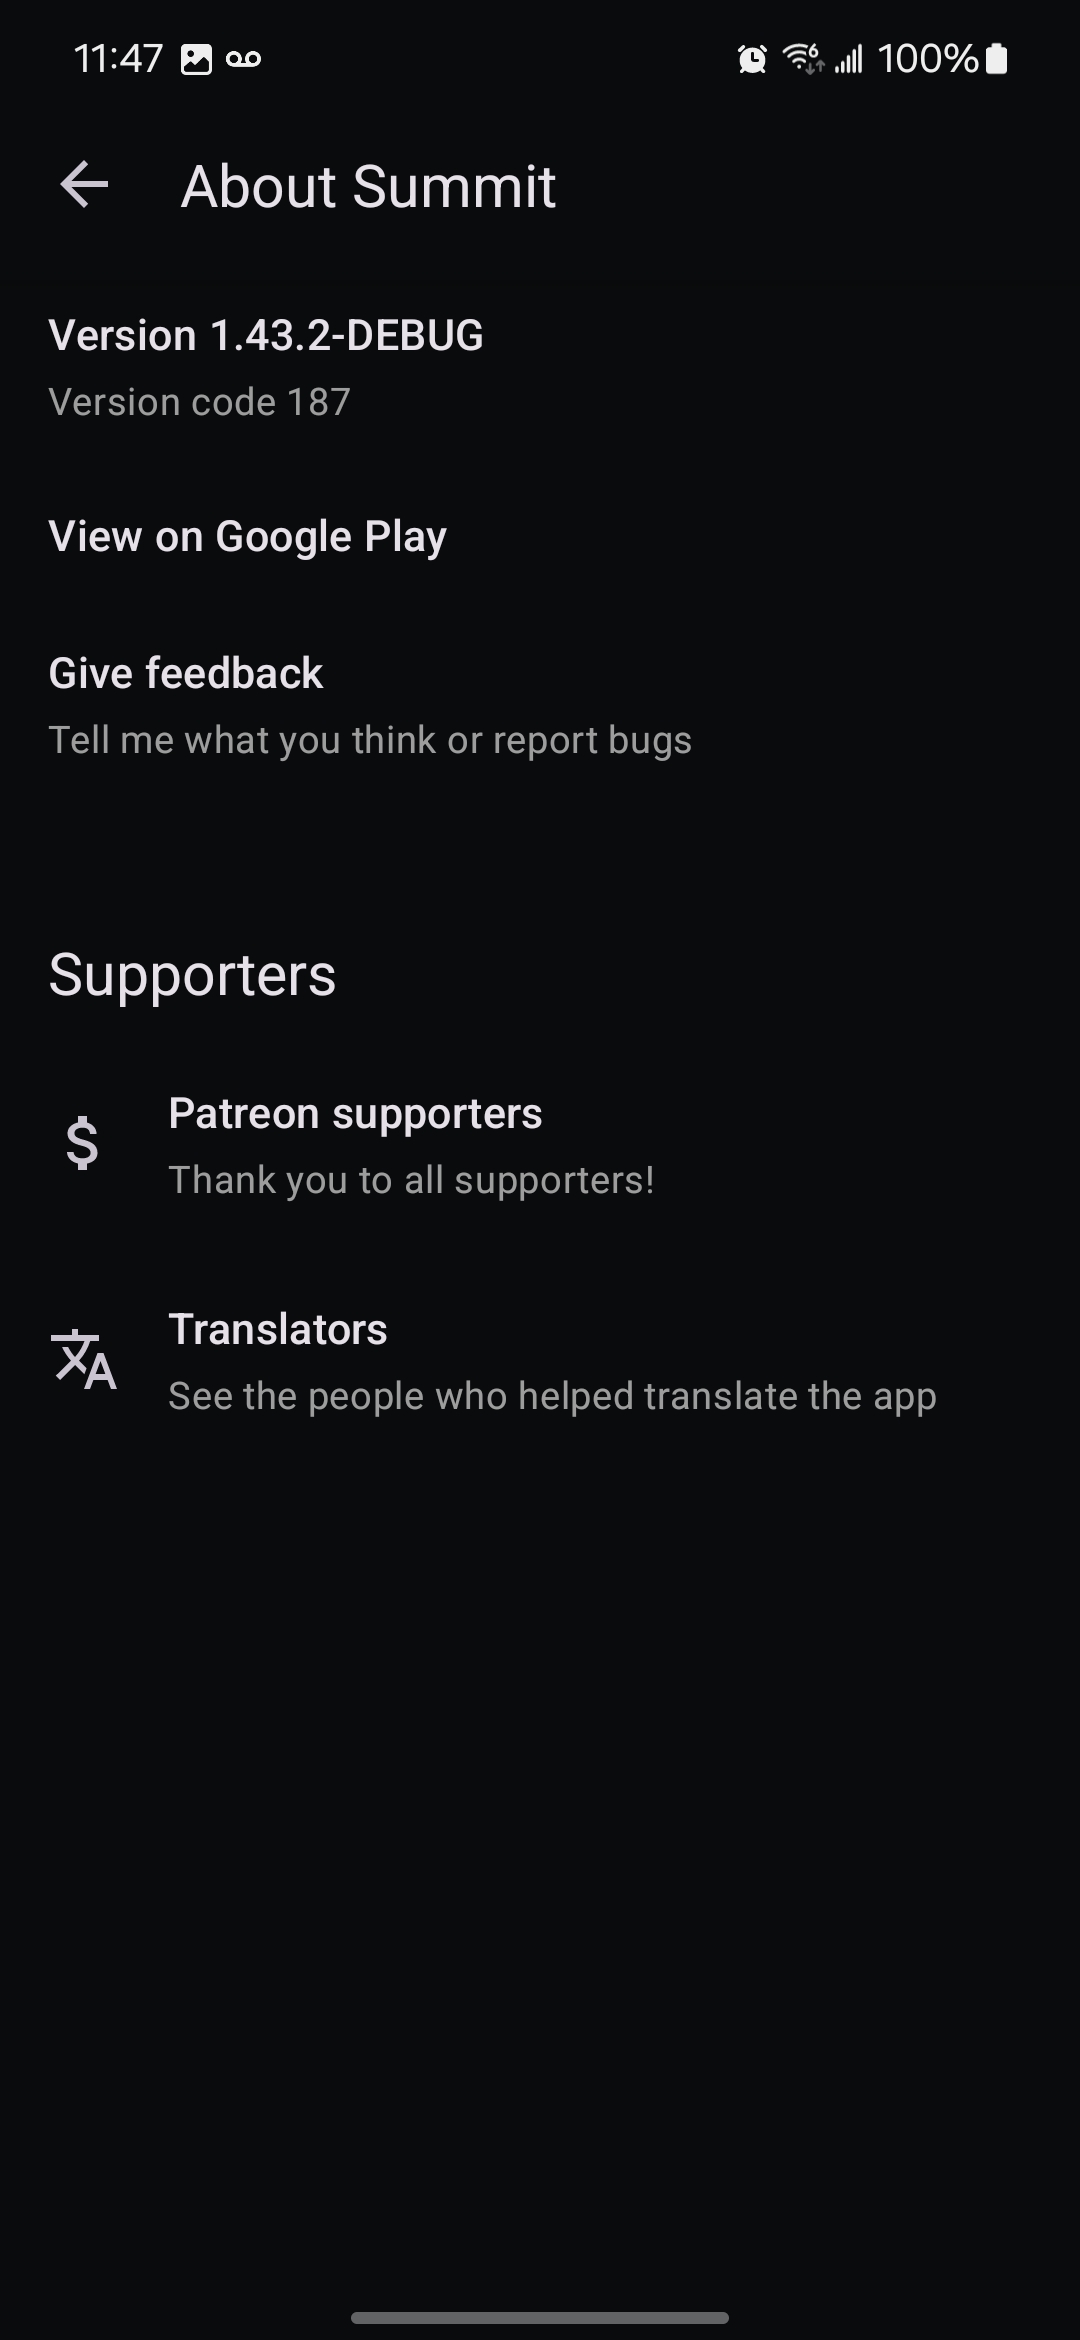 11:47 6 100%
About Summit
Version 1.43.2-DEBUG
Version code 187
View on Google Play
Give feedback
Tell me what you think or report bugs
Supporters
$ Patreon supporters
Thank you to all supporters!
Translators
See the people who helped translate the app